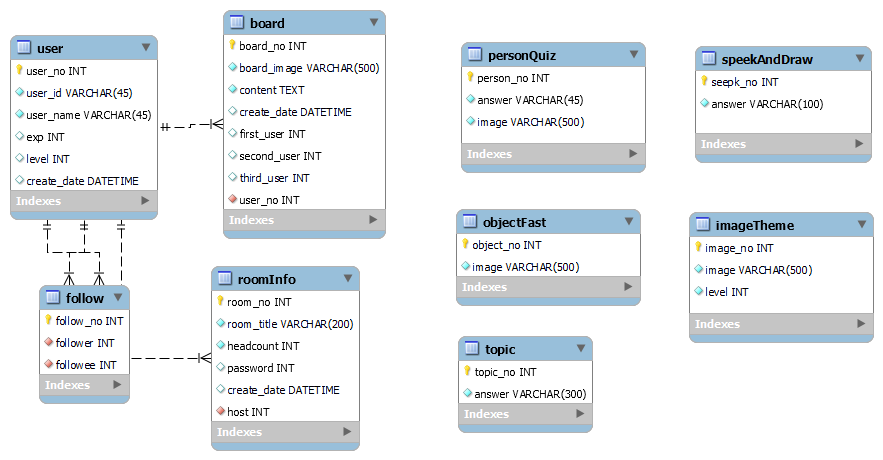 user
user_no INT
user_id VARCHAR(45)
user_name VARCHAR(45)
exp INT
level INT
create_date DATETIME
Indexes
board
board_no INT
board_image VARCHAR(500)
content TEXT
create_date DATETIME
first_user INT
second_user INT
third_user INT
user_no INT
Indexes
follow
follow_no INT
follower INT
followee INT
Indexes
roomInfo
room_no INT
room_title VARCHAR(200)
headcount INT
password INT
create_date DATETIME
host INT
Indexes
personQuiz
person_no INT
answer VARCHAR(45)
image VARCHAR(500)
Indexes
speekAndDraw
seepk_no INT
answer VARCHAR(100)
Indexes
objectFast
object_no INT
image VARCHAR(500)
Indexes
imageTheme
image_no INT
image VARCHAR(500)
level INT
Indexes
topic
topic_no INT
answer VARCHAR(300)
Indexes